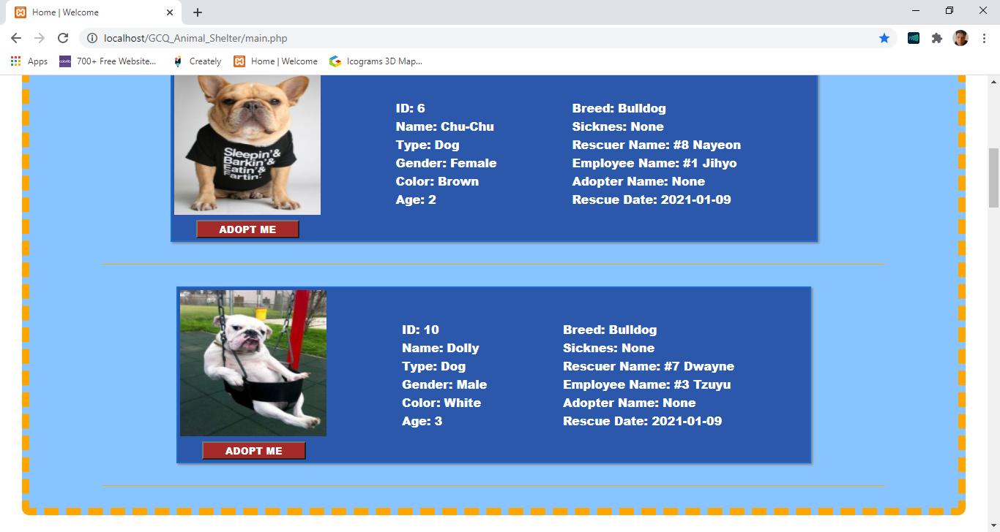 Home | Welcome
localhost/GCQ_Animal_Shelter/main.php
Apps
700+ Free Website...
Creately
Home | Welcome
Icograms 3D Map...
Sleepin'&
Barkin'&
Eatin'&
Fartin'
ADOPT ME
ID: 6
Name: Chu-Chu
Type: Dog
Gender: Female
Color: Brown
Age: 2
Breed: Bulldog
Sicknes: None
Rescuer Name: #8 Nayeon
Employee Name: #1 Jihyo
Adopter Name: None
Rescue Date: 2021-01-09
ADOPT ME
ID: 10
Name: Dolly
Type: Dog
Gender: Male
Color: White
Age: 3
Breed: Bulldog
Sicknes: None
Rescuer Name: #7 Dwayne
Employee Name: #3 Tzuyu
Adopter Name: None
Rescue Date: 2021-01-09